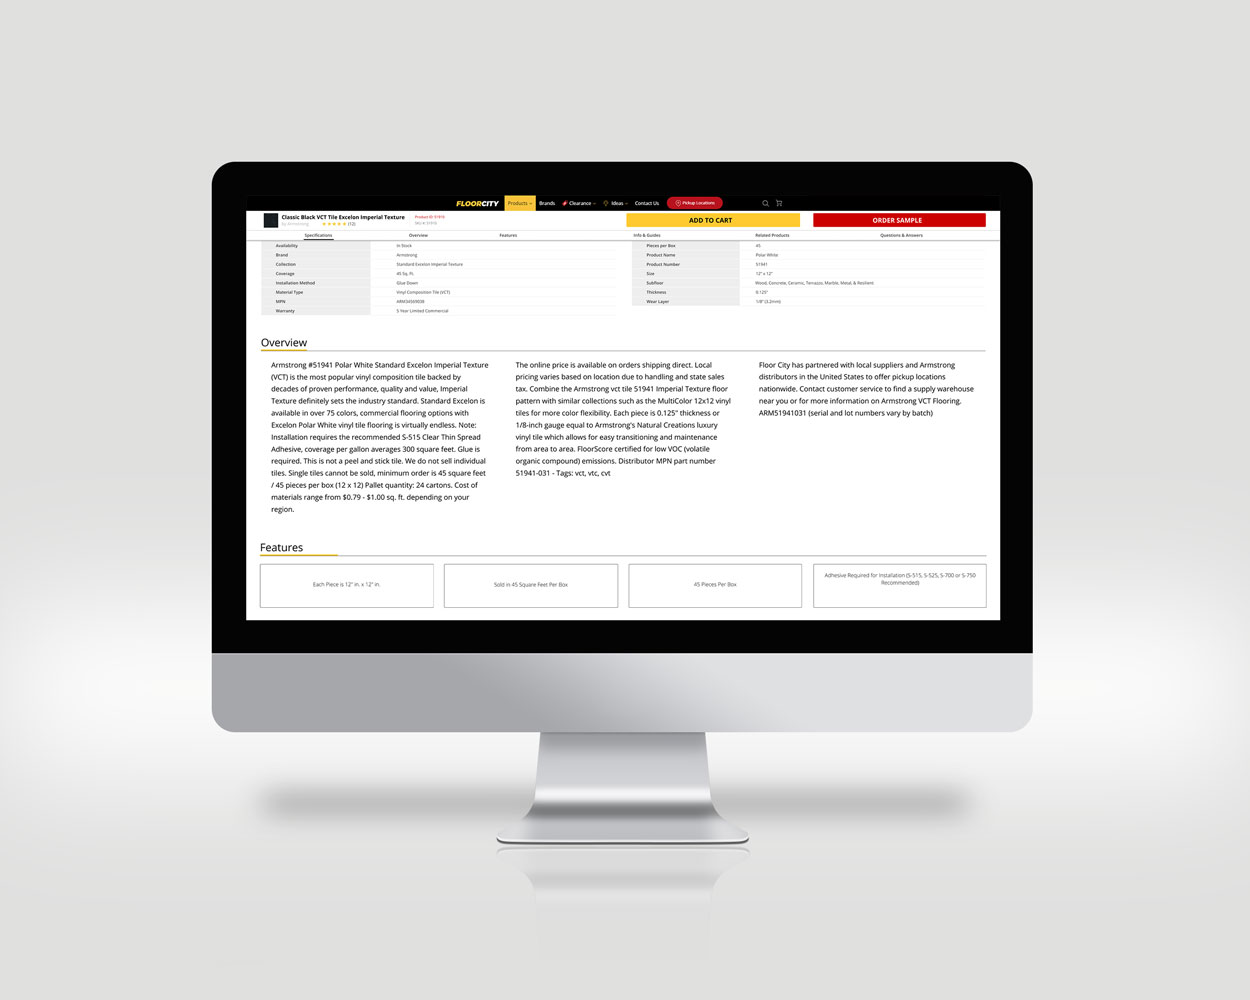 FLOORCITY Products Brands Clearance Ideas Contact Us Pickup Locations
Classic Black VCT Tile Excelon Imperial Texture
by Armstrong (12)
Product ID: 51910
SKU #: 51910
ADD TO CART
ORDER SAMPLE
Specifications Overview Features Info & Guides Related Products Questions & Answers
Availability In Stock
Brand Armstrong
Collection Standard Excelon Imperial Texture
Coverage 45 Sq. Ft.
Installation Method Glue Down
Material Type Vinyl Composition Tile (VCT)
MPN
Warranty 5 Year Limited Commercial
Pieces per Box 45
Product Name Polar White
Product Number 51941
Size 12" x 12"
Subfloor Wood, Concrete, Ceramic, Terrazzo, Marble, Metal, & Resilient
Thickness 0.125"
Wear Layer 1/8" (3.2mm)
Overview
Armstrong #51941 Polar White Standard Excelon Imperial Texture
(VCT) is the most popular vinyl composition tile backed by
decades of proven performance, quality and value, Imperial
Texture definitely sets the industry standard. Standard Excelon is
available in over 75 colors, commercial flooring options with
Excelon Polar White vinyl tile flooring is virtually endless. Note:
Installation requires the recommended S-515 Clear Thin Spread
Adhesive, coverage per gallon averages 300 square feet. Glue is
required. This is not a peel and stick tile. We do not sell individual
tiles. Single tiles cannot be sold, minimum order is 45 square feet
/ 45 pieces per box (12 x 12) Pallet quantity: 24 cartons. Cost of
materials range from $0.79 - $1.00 sq. ft. depending on your
region.
The online price is available on orders shipping direct. Local
pricing varies based on location due to handling and state sales
tax. Combine the Armstrong vct tile 51941 Imperial Texture floor
pattern with similar collections such as the MultiColor 12x12 vinyl
tiles for more color flexibility. Each piece is 0.125" thickness or
1/8-inch gauge equal to Armstrong's Natural Creations luxury
vinyl tile which allows for easy transitioning and maintenance
from area to area. FloorScore certified for low VOC (volatile
organic compound) emissions. Distributor MPN part number
51941-031 - Tags: vct, vtc, cvt
Floor City has partnered with local suppliers and Armstrong
distributors in the United States to offer pickup locations
nationwide. Contact customer service to find a supply warehouse
near you or for more information on Armstrong VCT Flooring.
ARM51941031 (serial and lot numbers vary by batch)
Features
Each Piece is 12" in. x 12" in.
Sold in 45 Square Feet Per Box
45 Pieces Per Box
Adhesive Required for Installation (S-515, S-525, S-700 or S-750
Recommended)